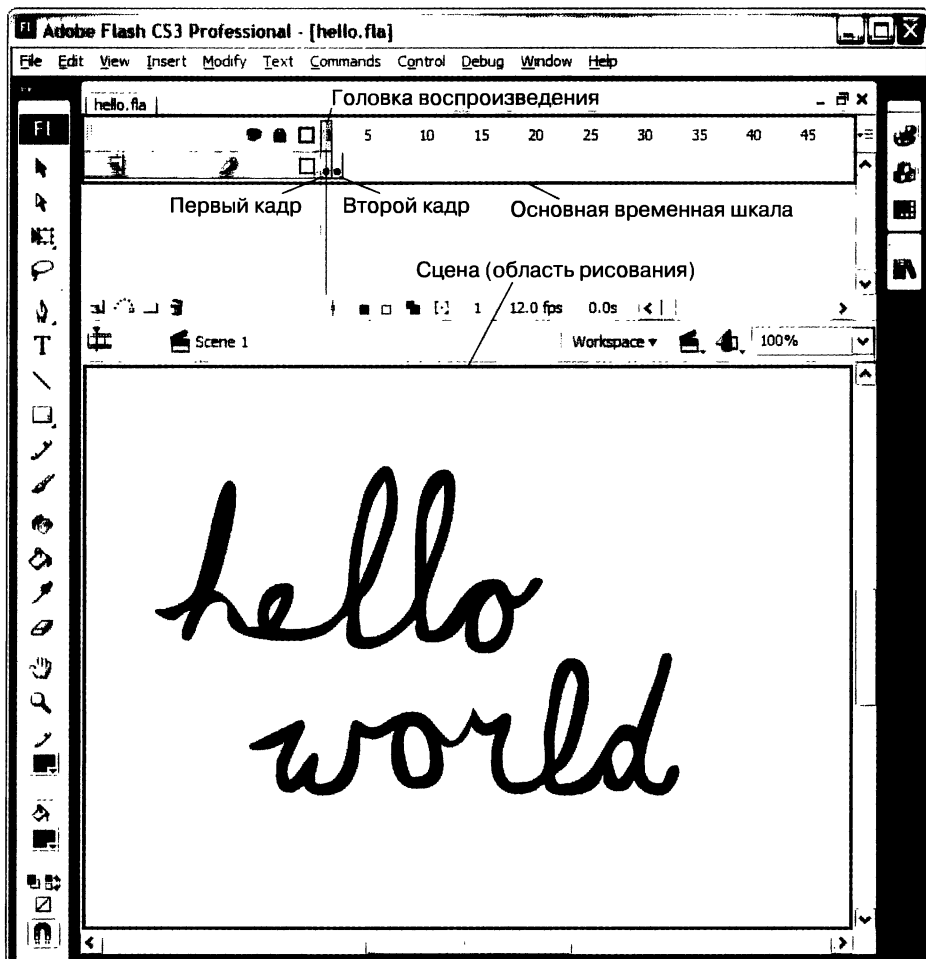 Fl Adobe Flash CS3 Professional - [hello.fla]
File Edit View Insert Modify Text Commands Control Debug Window Help
hello.fla
Головка воспроизведения
Fl
5 10 15 20 25 30 35 40 45
Первый кадр Второй кадр Основная временная шкала
Сцена (область рисования)
1 12.0 fps 0.0s
T
Scene 1 Workspace 100%
hello
world